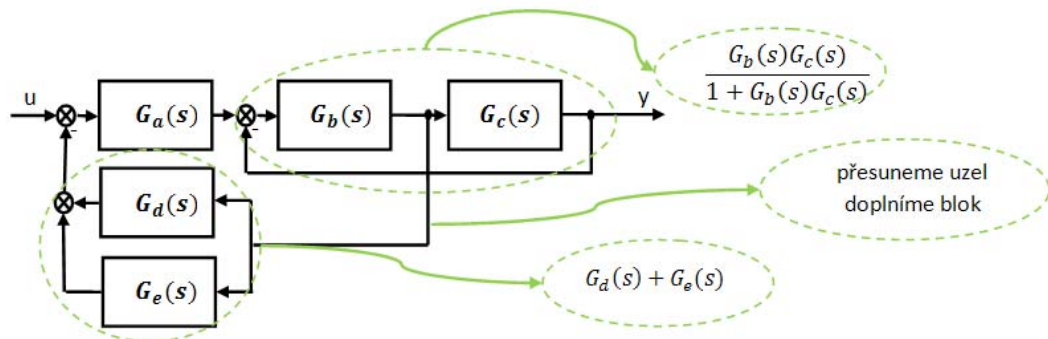 G_b(s)G_c(s)
1 + G_b(s)G_c(s)
u
-
G_a(s)
-
G_b(s)
G_c(s)
y
přesuneme uzel
doplníme blok
G_d(s)
G_e(s)
G_d(s) + G_e(s)